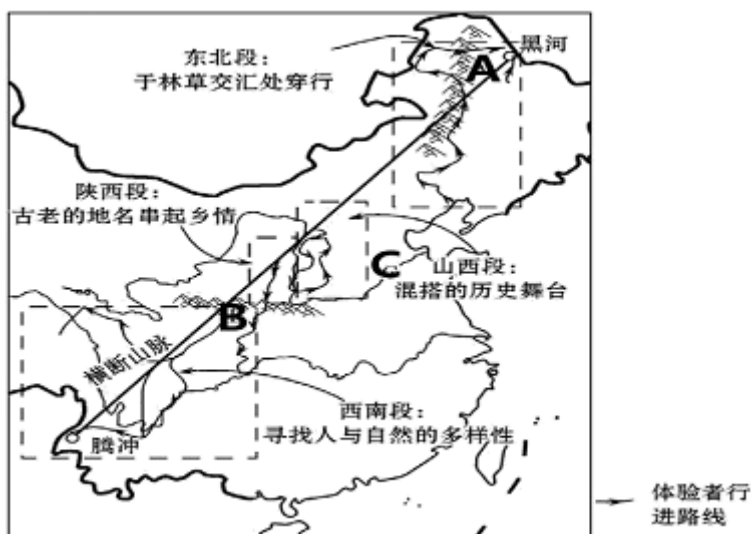 东北段：
于林草交汇处穿行
黑河
A
陕西段：
古老的地名串起乡情
C
山西段：
混搭的历史舞台
B
横断山脉
西南段：
寻找人与自然的多样性
腾冲
体验者行
进路线